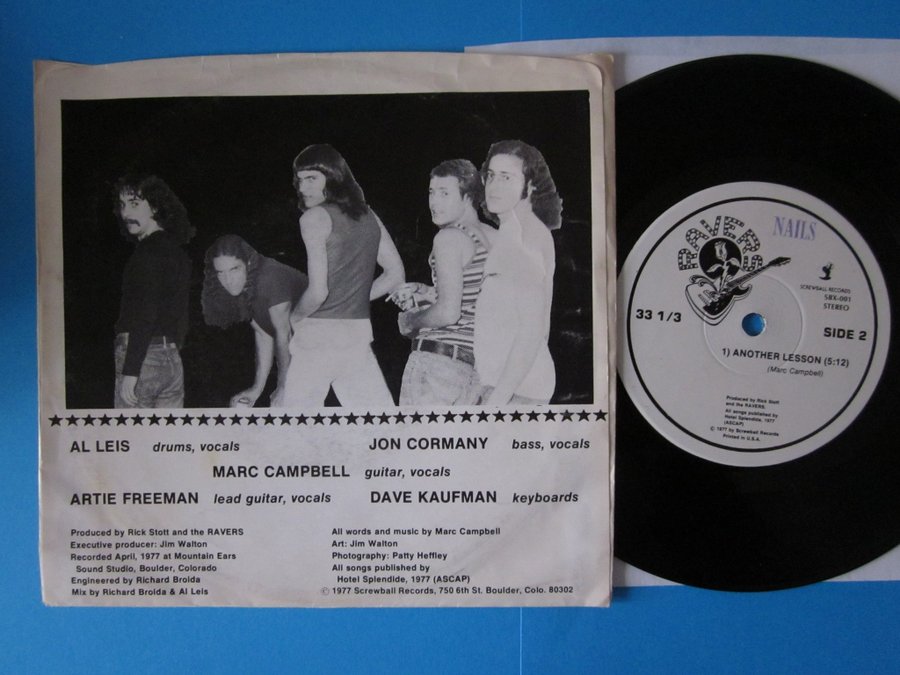 AL LEIS drums, vocals JON CORMANY bass, vocals
MARC CAMPBELL guitar, vocals
ARTIE FREEMAN lead guitar, vocals DAVE KAUFMAN keyboards
Produced by Rick Stott and the RAVERS
Executive producer: Jim Walton
Recorded April, 1977 at Mountain Ears
Sound Studio, Boulder, Colorado
Engineered by Richard Brolda
Mix by Richard Brolda & Al Leis
All words and music by Marc Campbell
Art: Jim Walton
Photography: Patty Heffley
All songs published by
Hotel Splendide, 1977 (ASCAP)
© 1977 Screwball Records, 750 6th St. Boulder, Colo. 80302
RAVERS
NAILS
SCREWBALL RECORDS
SBX-001
STEREO
33 1/3
SIDE 2
1) ANOTHER LESSON (5:12)
(Marc Campbell)
Produced by Rick Stott
and the RAVERS.
All songs published by
Hotel Splendide, 1977
(ASCAP)
© 1977 by Screwball Records
Printed in U.S.A.